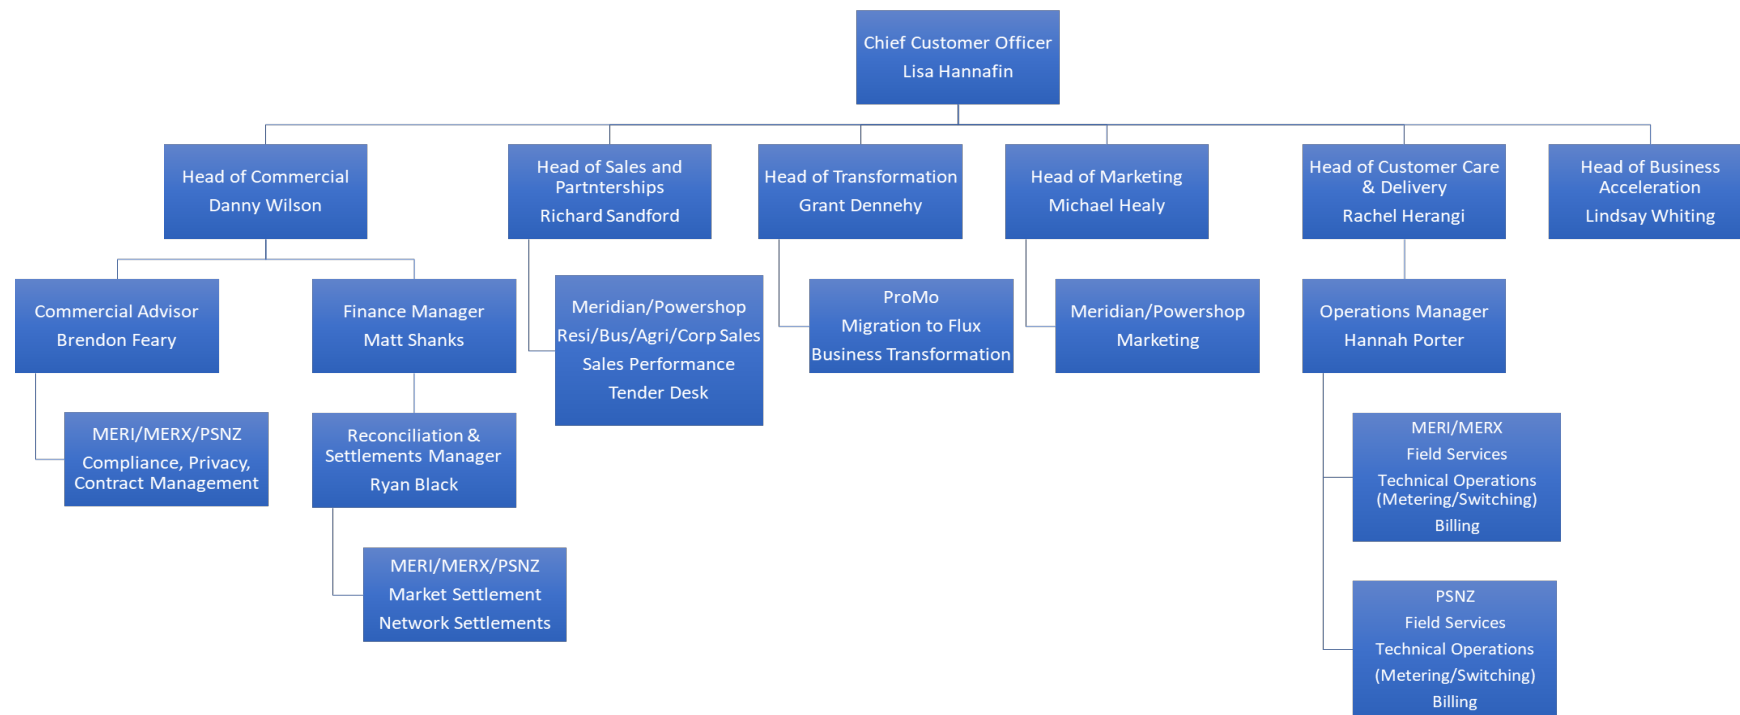 Chief Customer Officer
Lisa Hannafin
Head of Commercial
Danny Wilson
Head of Sales and
Partnterships
Richard Sandford
Head of Transformation
Grant Dennehy
Head of Marketing
Michael Healy
Head of Customer Care
& Delivery
Rachel Herangi
Head of Business
Acceleration
Lindsay Whiting
Commercial Advisor
Brendon Feary
Finance Manager
Matt Shanks
Meridian/Powershop
Resi/Bus/Agri/Corp Sales
Sales Performance
Tender Desk
ProMo
Migration to Flux
Business Transformation
Meridian/Powershop
Marketing
Operations Manager
Hannah Porter
MERI/MERX/PSNZ
Compliance, Privacy,
Contract Management
Reconciliation &
Settlements Manager
Ryan Black
MERI/MERX
Field Services
Technical Operations
(Metering/Switching)
Billing
MERI/MERX/PSNZ
Market Settlement
Network Settlements
PSNZ
Field Services
Technical Operations
(Metering/Switching)
Billing